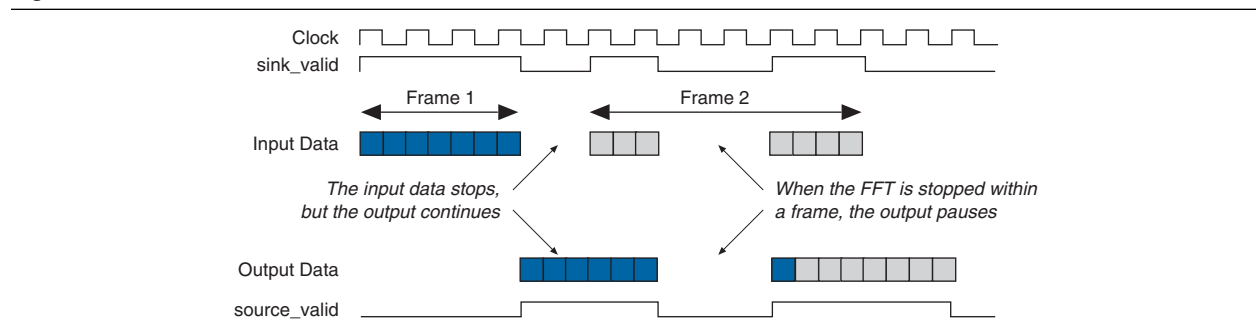 Clock
sink_valid
Frame 1
Frame 2
Input Data
The input data stops,
but the output continues
When the FFT is stopped within
a frame, the output pauses
Output Data
source_valid